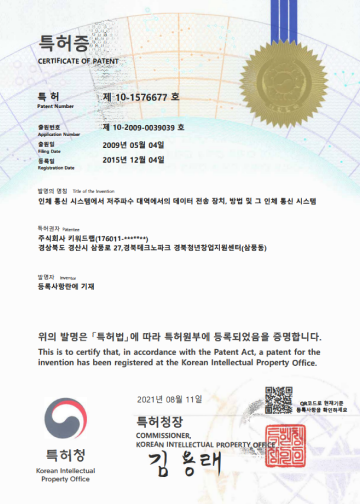 특허증
CERTIFICATE OF PATENT
특 허 제 10-1576677 호
Patent Number
출원번호 제 10-2009-0039039 호
Application Number
출원일 2009년 05월 04일
Filing Date
등록일 2015년 12월 04일
Registration Date
발명의 명칭 Title of the Invention
인체 통신 시스템에서 저주파수 대역에서의 데이터 전송 장치, 방법 및 그 인체 통신 시스템
특허권자 Patentee
주식회사 키워드랩(176011-*******)
경상북도 경산시 삼풍로 27,경북테크노파크 경북청년창업지원센터(삼풍동)
발명자 Inventor
등록사항란에 기재
위의 발명은 「특허법」에 따라 특허원부에 등록되었음을 증명합니다.
This is to certify that, in accordance with the Patent Act, a patent for the
invention has been registered at the Korean Intellectual Property Office.
2021년 08월 11일
QR코드로 현재기준
등록사항을 확인하세요
특허청장
COMMISSIONER,
KOREAN INTELLECTUAL PROPERTY OFFICE
김용래
특허청
Korean Intellectual
Property Office